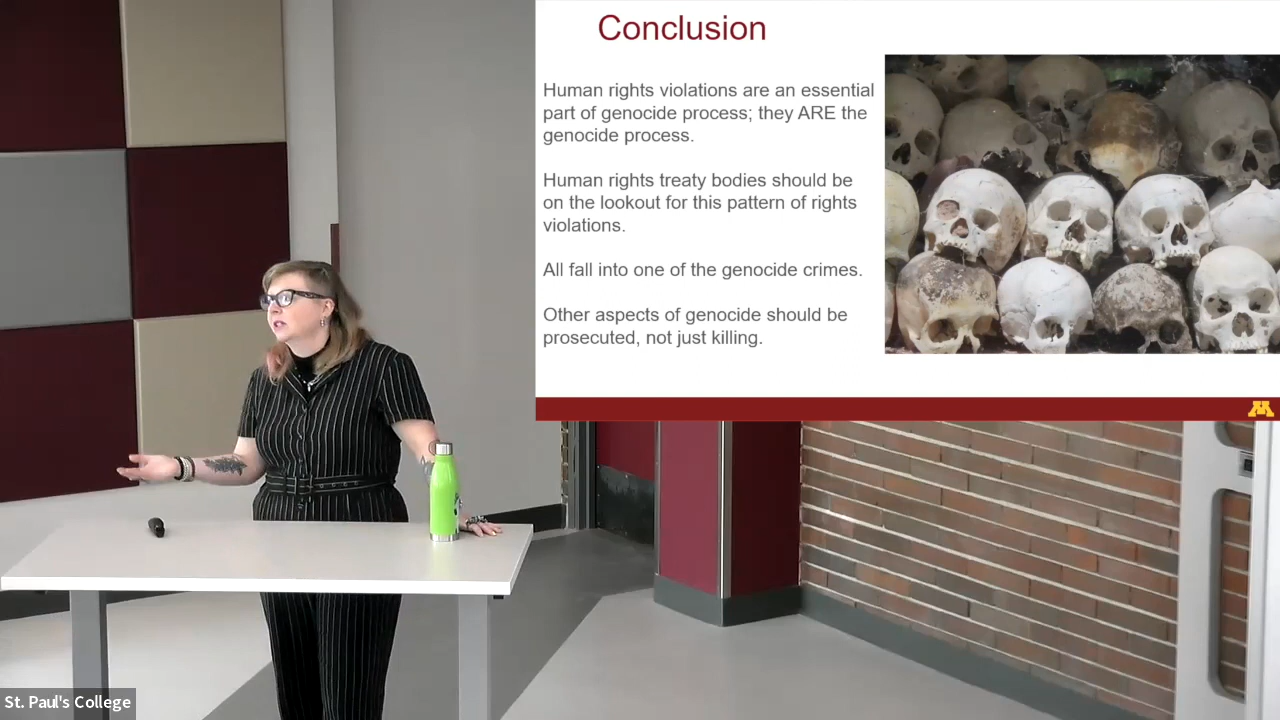 Conclusion
Human rights violations are an essential
part of genocide process; they ARE the
genocide process.
Human rights treaty bodies should be
on the lookout for this pattern of rights
violations.
All fall into one of the genocide crimes.
Other aspects of genocide should be
prosecuted, not just killing.
M
St. Paul's College